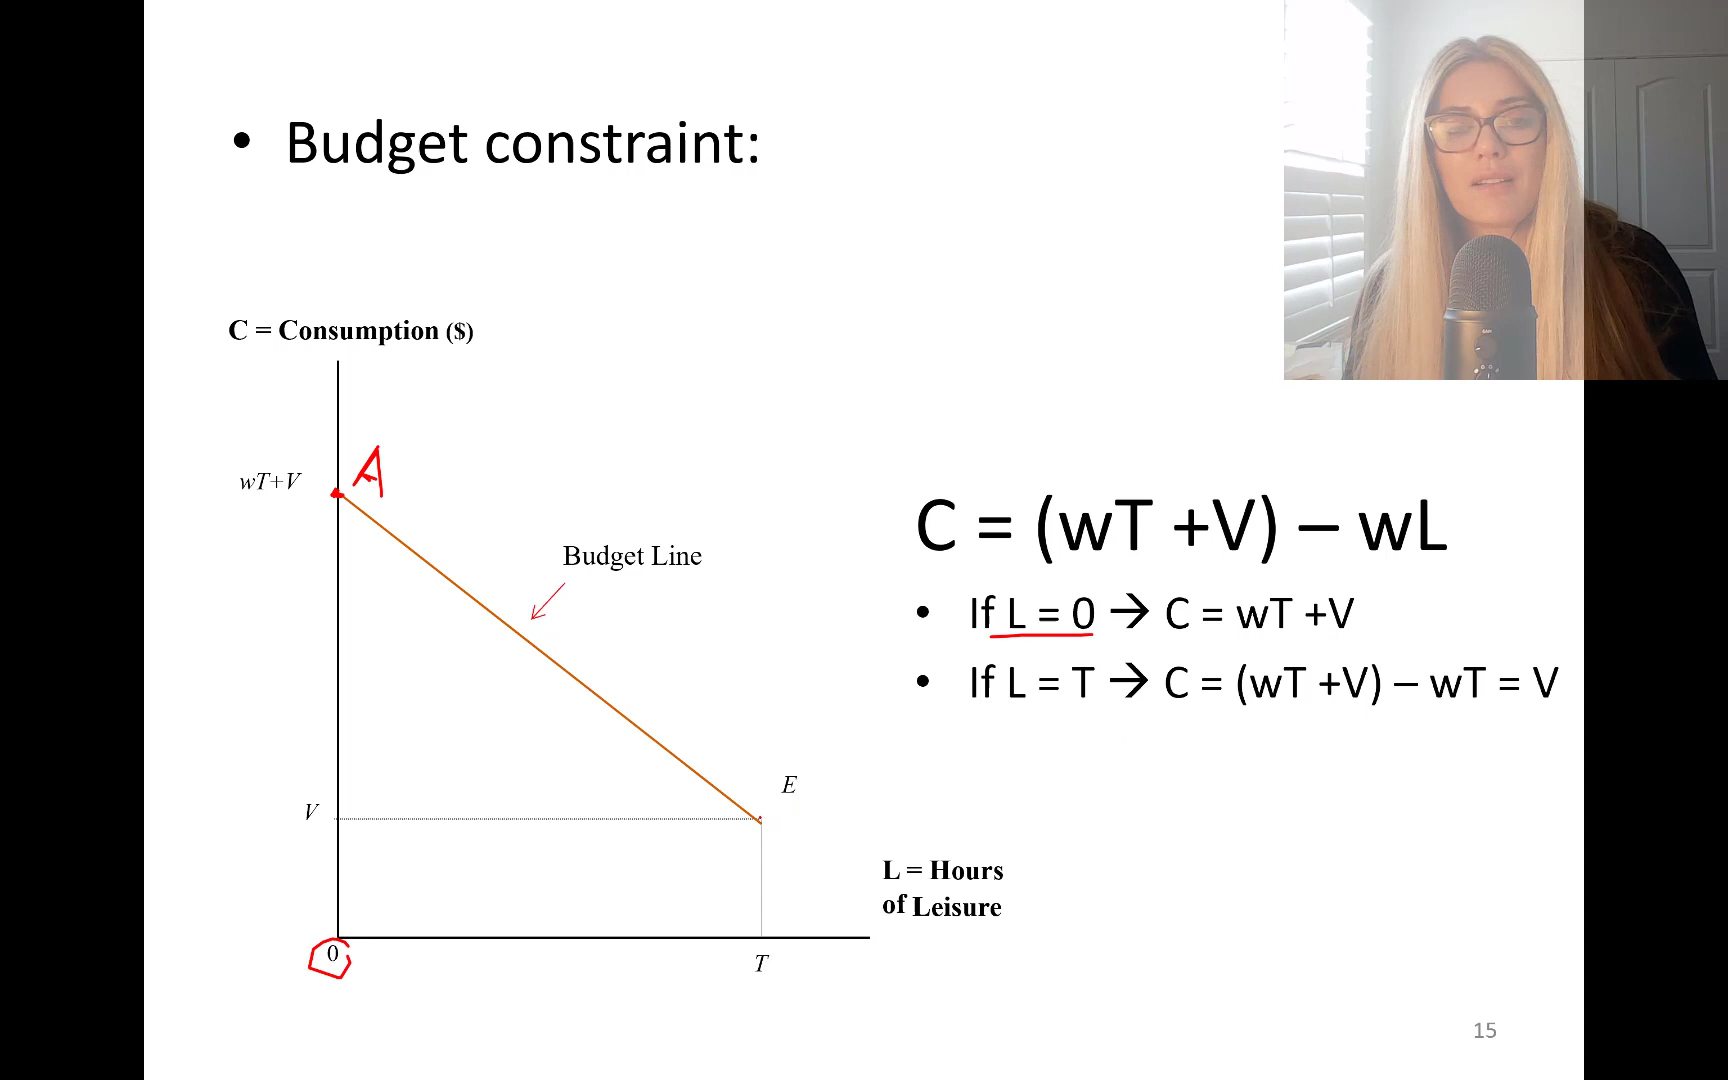 • Budget constraint:
C = Consumption ($)
wT+V
A
Budget Line
V
E
L = Hours
of Leisure
0
T
C = (wT +V) – wL
• If L = 0 → C = wT +V
• If L = T → C = (wT +V) – wT = V
15